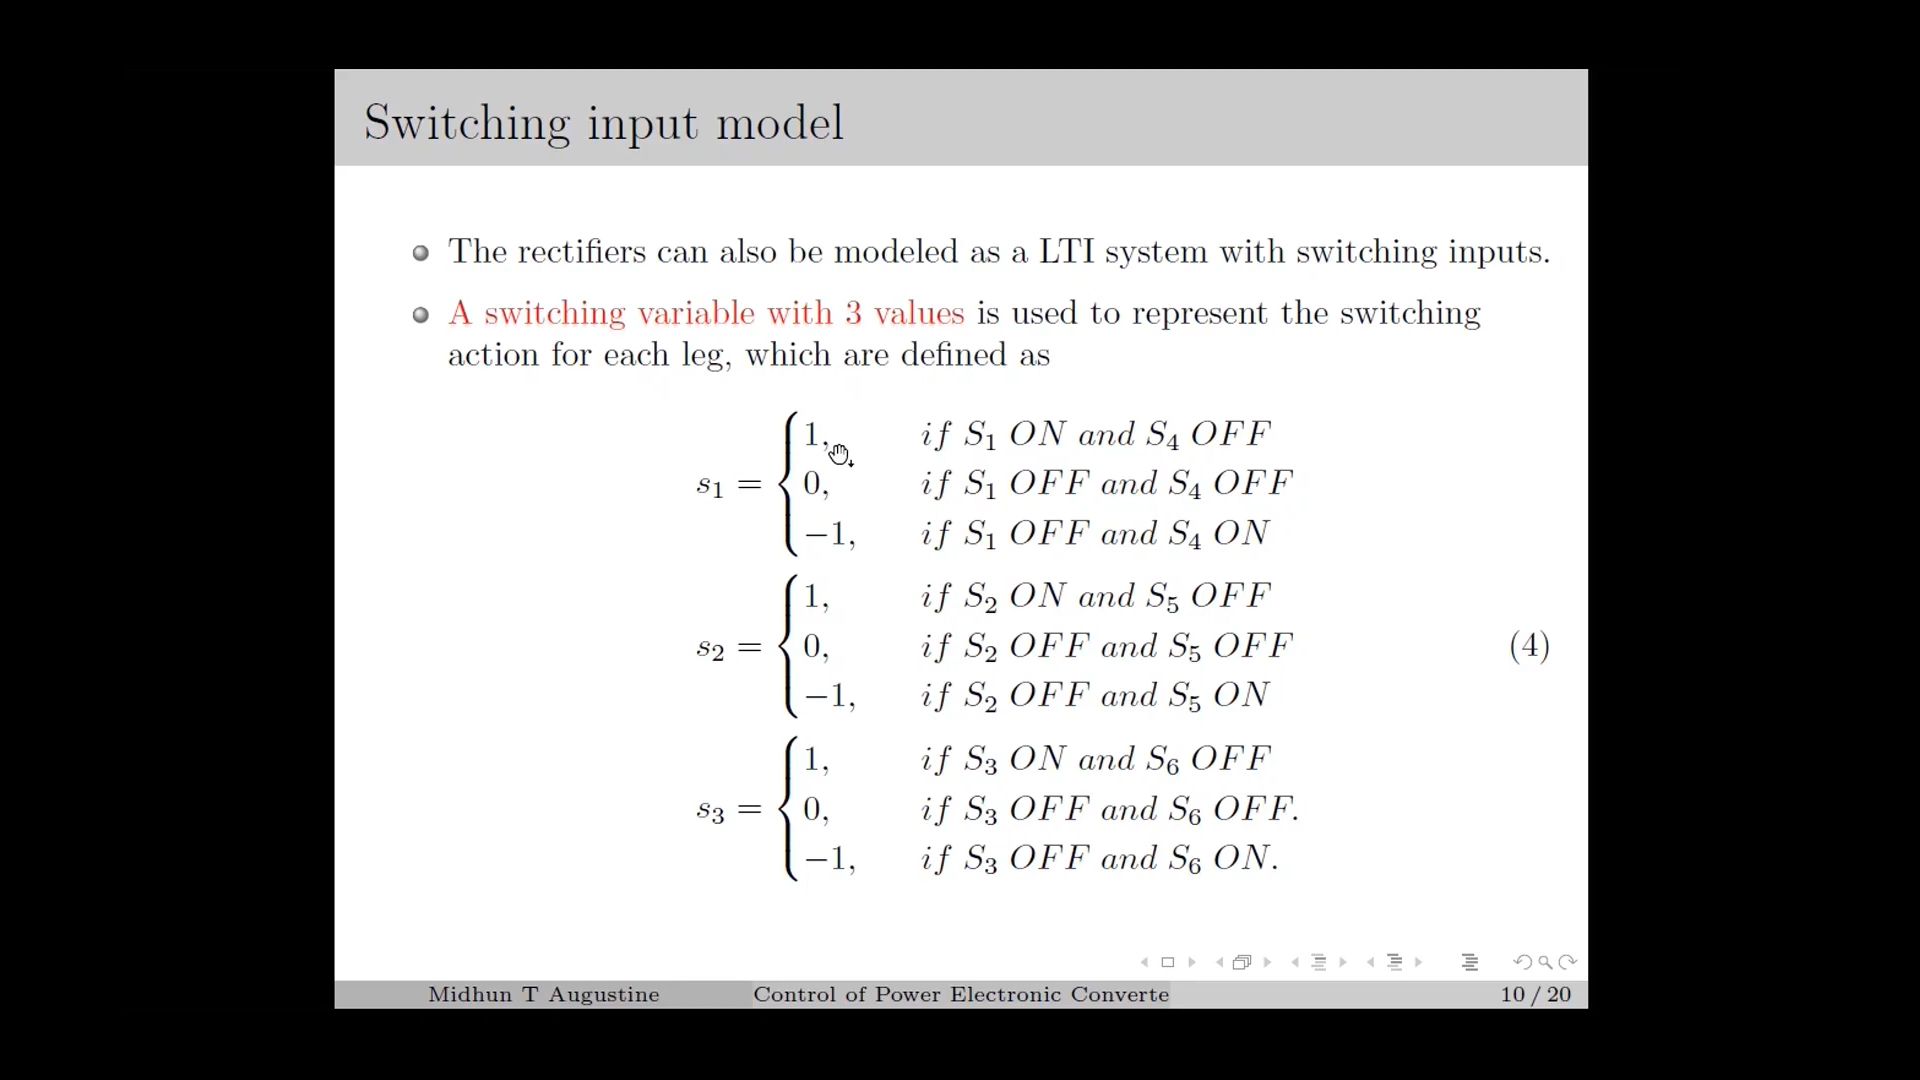 Switching input model
The rectifiers can also be modeled as a LTI system with switching inputs.
A switching variable with 3 values is used to represent the switching
action for each leg, which are defined as
s₁ = { 1, if S₁ ON and S₄ OFF
0, if S₁ OFF and S₄ OFF
−1, if S₁ OFF and S₄ ON
s₂ = { 1, if S₂ ON and S₅ OFF
0, if S₂ OFF and S₅ OFF (4)
−1, if S₂ OFF and S₅ ON
s₃ = { 1, if S₃ ON and S₆ OFF
0, if S₃ OFF and S₆ OFF.
−1, if S₃ OFF and S₆ ON.
Midhun T Augustine Control of Power Electronic Converte 10 / 20